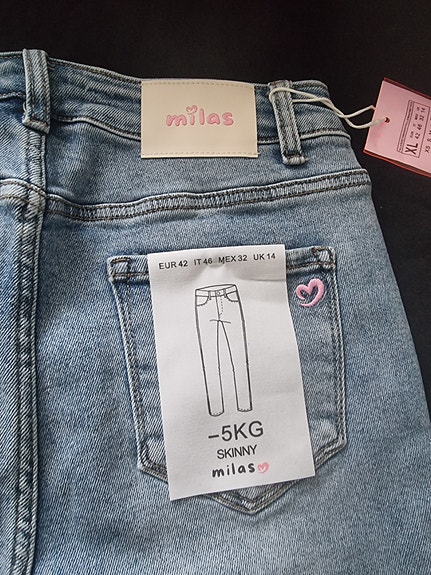 milas
XL
EUR 42 IT 46 MEX 32 UK 14
-5KG
SKINNY
milas